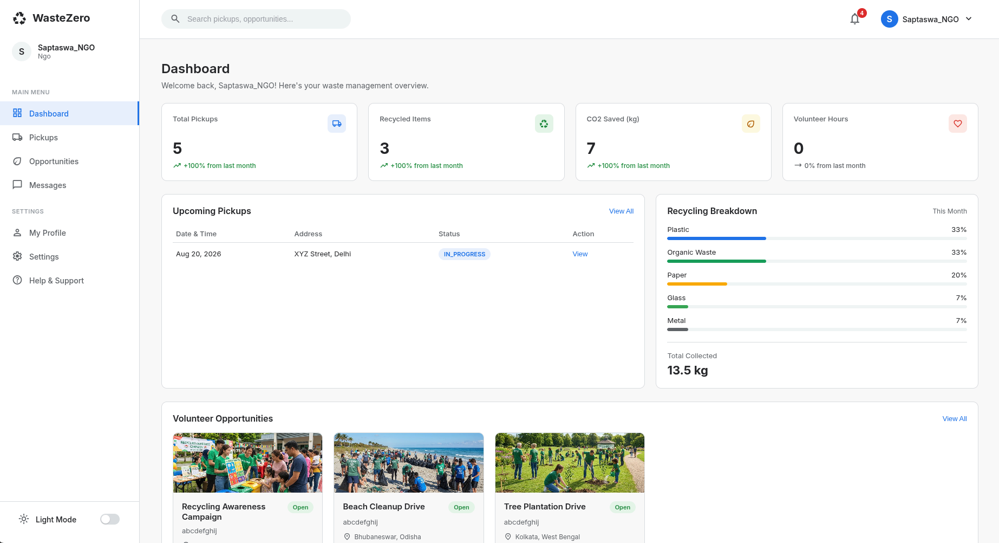 WasteZero
S
Saptaswa_NGO
Ngo
MAIN MENU
Dashboard
Pickups
Opportunities
Messages
SETTINGS
My Profile
Settings
Help & Support
Light Mode
Search pickups, opportunities...
4
S
Saptaswa_NGO
Dashboard
Welcome back, Saptaswa_NGO! Here's your waste management overview.
Total Pickups
5
+100% from last month
Recycled Items
3
+100% from last month
CO2 Saved (kg)
7
+100% from last month
Volunteer Hours
0
0% from last month
Upcoming Pickups
View All
Date & Time Address Status Action
Aug 20, 2026 XYZ Street, Delhi IN_PROGRESS View
Recycling Breakdown
This Month
Plastic 33%
Organic Waste 33%
Paper 20%
Glass 7%
Metal 7%
Total Collected
13.5 kg
Volunteer Opportunities
View All
RECYCLING AWARENESS
CAMPAIGN
Recycling Awareness
Campaign
Open
abcdefghij
Beach Cleanup Drive
Open
abcdefghij
Bhubaneswar, Odisha
Tree Plantation Drive
Open
abcdefghij
Kolkata, West Bengal